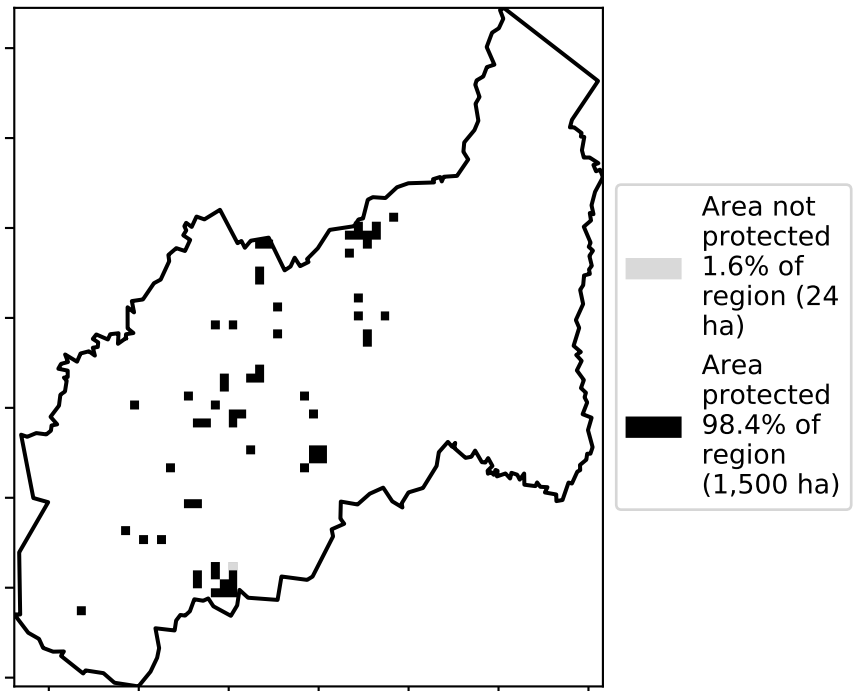 Area not
protected
1.6% of
region (24
ha)
Area
protected
98.4% of
region
(1,500 ha)